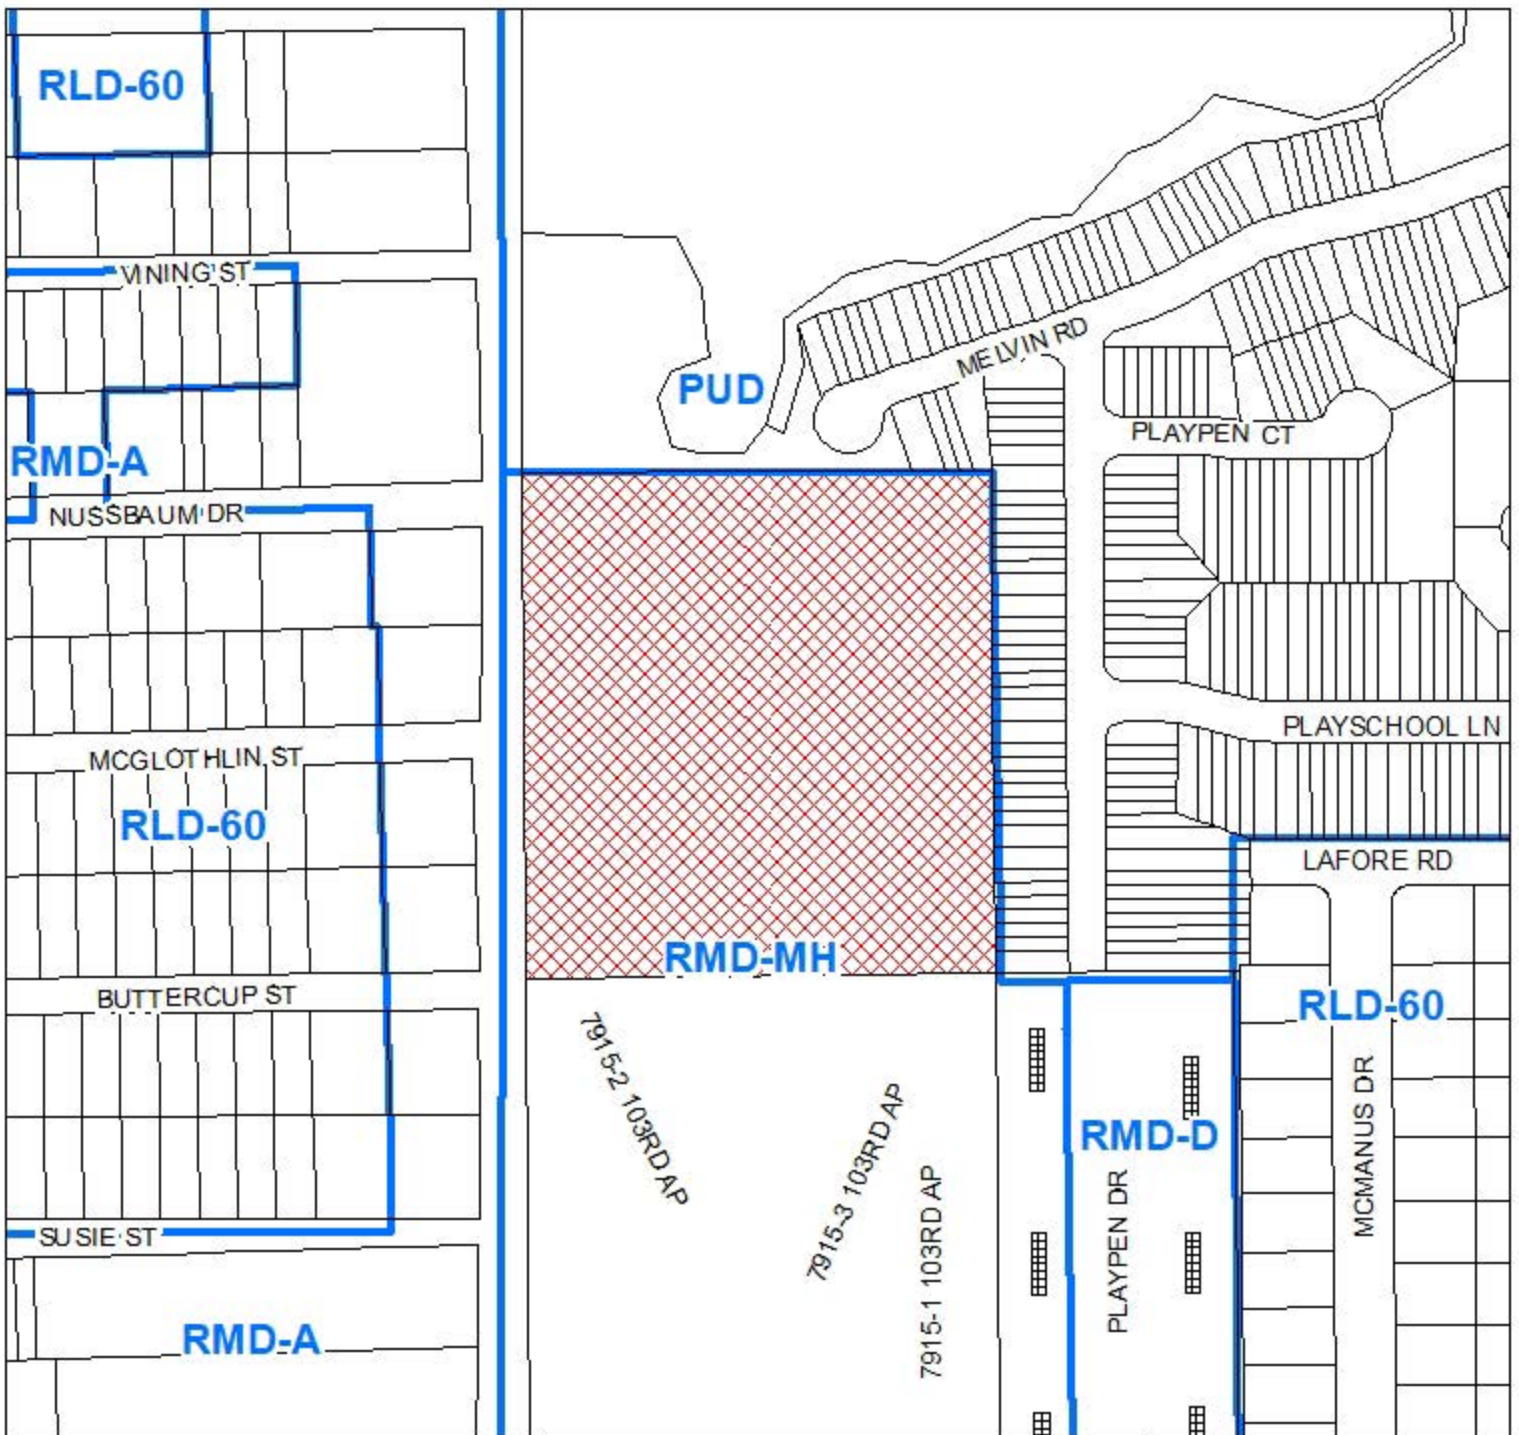 RLD-60
VINING ST
MELVIN RD
PUD
PLAYPEN CT
RMD-A
NUSSBAUM DR
PLAYSCHOOL LN
MCGLOTHLIN ST
RLD-60
LAFORE RD
RMD-MH
BUTTERCUP ST
RLD-60
7915-2 103RD AP
7915-3 103RD AP
7915-1 103RD AP
RMD-D
MCMANUS DR
PLAYPEN DR
SUSIE ST
RMD-A